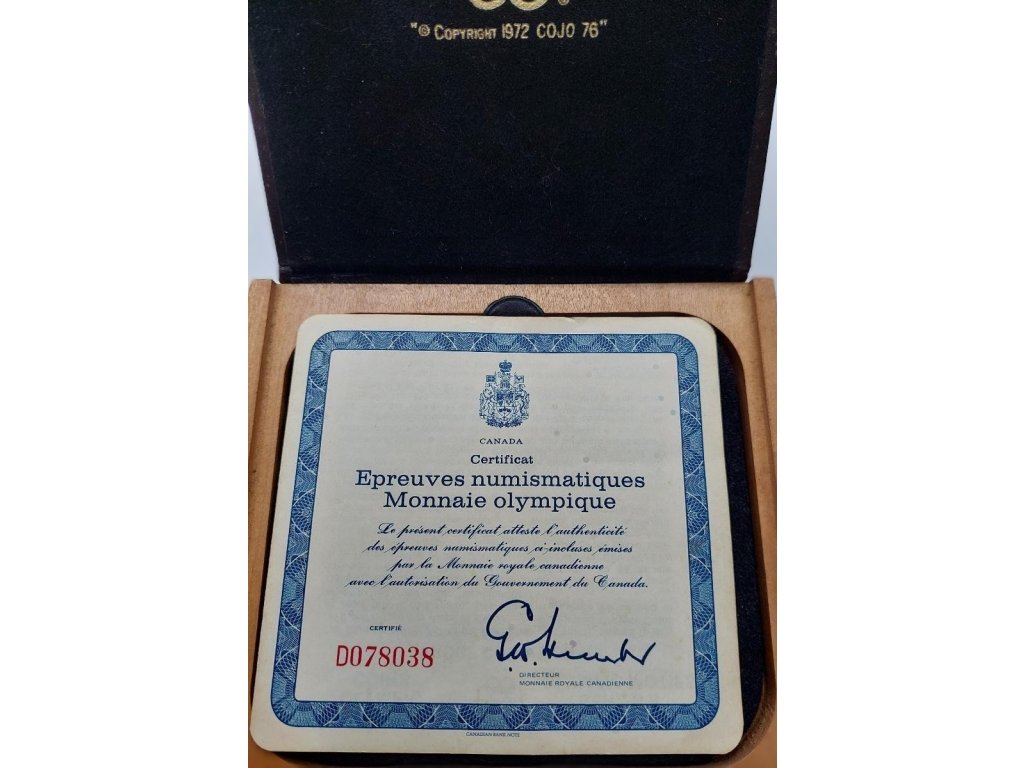 "© COPYRIGHT 1972 COJO 76"
CANADA
Certificat
Epreuves numismatiques
Monnaie olympique
Le présent certificat atteste l'authenticité
des épreuves numismatiques ci-incluses émises
par la Monnaie royale canadienne
avec l'autorisation du Gouvernement du Canada.
CERTIFIÉ
D078038
DIRECTEUR
MONNAIE ROYALE CANADIENNE
CANADIAN BANK NOTE